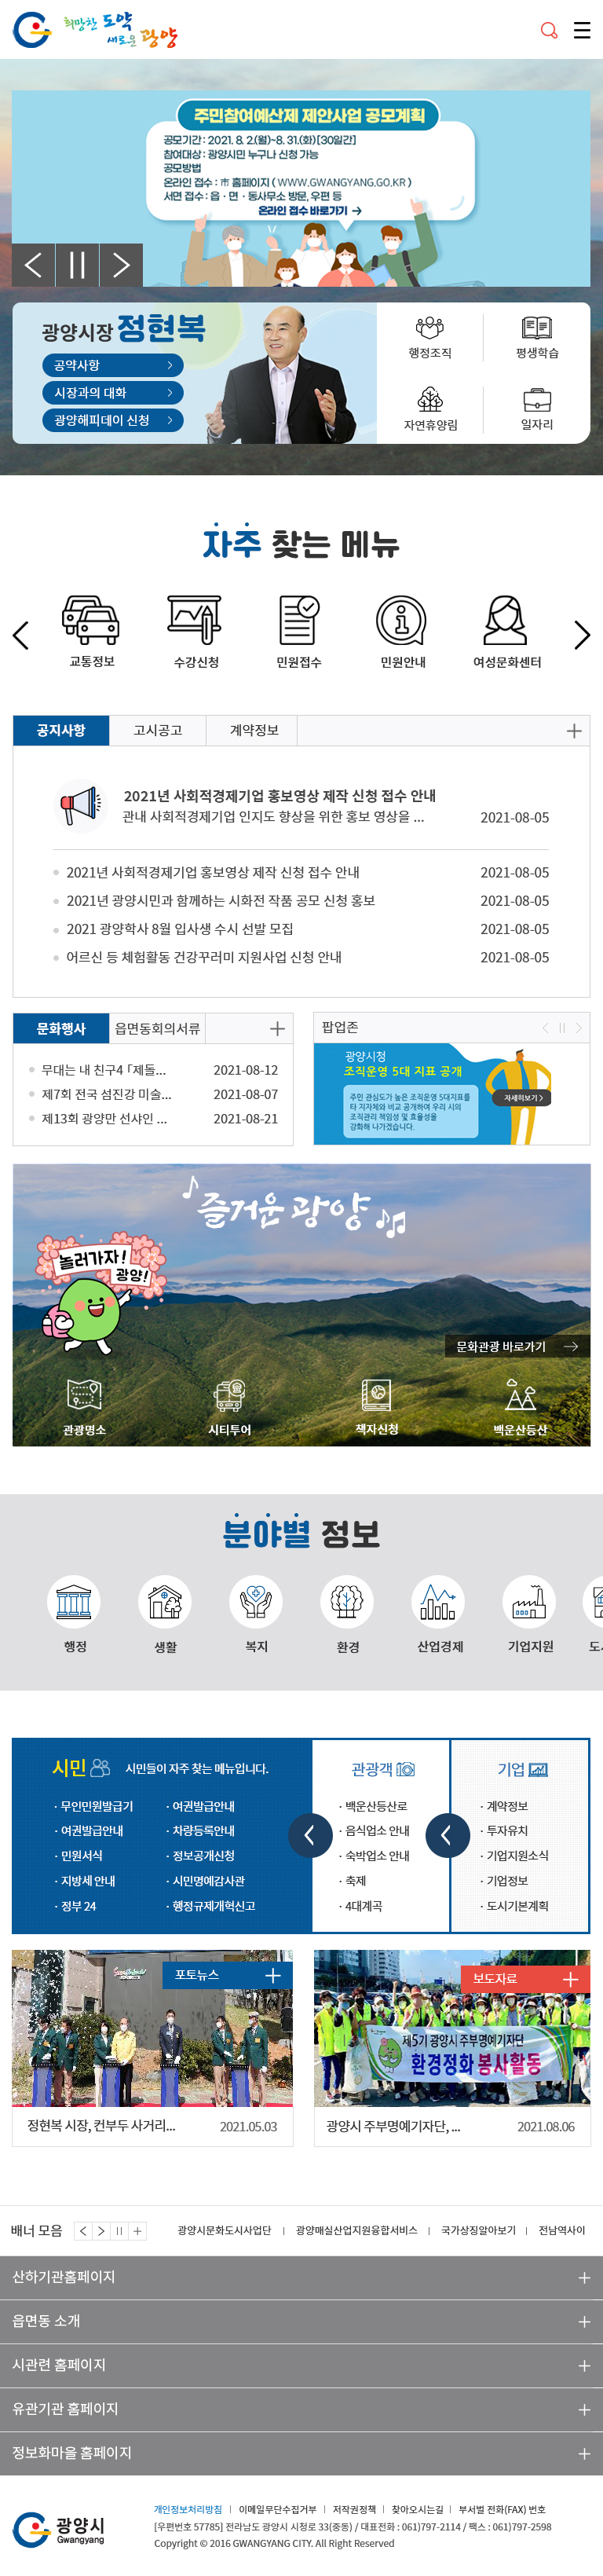 희망찬 도약
새로운 광양
주민참여예산제 제안사업 공모계획
공모기간 : 2021. 8. 2.(월)~8. 31.(화)[30일간]
참여대상 : 광양시민 누구나 신청 가능
공모방법
온라인 접수 : 市 홈페이지 ( WWW.GWANGYANG.GO.KR )
서면 접수 : 읍·면·동사무소 방문, 우편 등
온라인 접수 바로가기 →
광양시장 정현복
공약사항
시장과의 대화
광양해피데이 신청
행정조직
평생학습
자연휴양림
일자리
자주 찾는 메뉴
교통정보
수강신청
민원접수
민원안내
여성문화센터
공지사항
고시공고
계약정보
2021년 사회적경제기업 홍보영상 제작 신청 접수 안내
관내 사회적경제기업 인지도 향상을 위한 홍보 영상을 ... 2021-08-05
2021년 사회적경제기업 홍보영상 제작 신청 접수 안내 2021-08-05
2021년 광양시민과 함께하는 시화전 작품 공모 신청 홍보 2021-08-05
2021 광양학사 8월 입사생 수시 선발 모집 2021-08-05
어르신 등 체험활동 건강꾸러미 지원사업 신청 안내 2021-08-05
문화행사
읍면동회의서류
무대는 내 친구4 「제돌... 2021-08-12
제7회 전국 섬진강 미술... 2021-08-07
제13회 광양만 선샤인 ... 2021-08-21
팝업존
광양시청
조직운영 5대 지표 공개
주민 관심도가 높은 조직운영 5대지표를
타 지자체와 비교 공개하여 우리 시의
조직관리 책임성 및 효율성을
강화해 나가겠습니다.
자세히보기 >
즐거운 광양
놀러가자!
광양!
문화관광 바로가기
관광명소
시티투어
책자신청
백운산등산
분야별 정보
행정
생활
복지
환경
산업경제
기업지원
시민
시민들이 자주 찾는 메뉴입니다.
· 무인민원발급기
· 여권발급안내
· 민원서식
· 지방세 안내
· 정부 24
· 여권발급안내
· 차량등록안내
· 정보공개신청
· 시민명예감사관
· 행정규제개혁신고
관광객
· 백운산등산로
· 음식업소 안내
· 숙박업소 안내
· 축제
· 4대계곡
기업
· 계약정보
· 투자유치
· 기업지원소식
· 기업정보
· 도시기본계획
포토뉴스
정현복 시장, 컨부두 사거리... 2021.05.03
보도자료
제5기 광양시 주부명예기자단
환경정화 봉사활동
광양시 주부명예기자단, ... 2021.08.06
배너 모음
광양시문화도시사업단
광양매실산업지원융합서비스
국가상징알아보기
전남역사이
산하기관홈페이지
읍면동 소개
시관련 홈페이지
유관기관 홈페이지
정보화마을 홈페이지
광양시
Gwangyang
개인정보처리방침 | 이메일무단수집거부 | 저작권정책 | 찾아오시는길 | 부서별 전화(FAX) 번호
[우편번호 57785] 전라남도 광양시 시청로 33(중동) / 대표전화 : 061)797-2114 / 팩스 : 061)797-2598
Copyright © 2016 GWANGYANG CITY. All Right Reserved